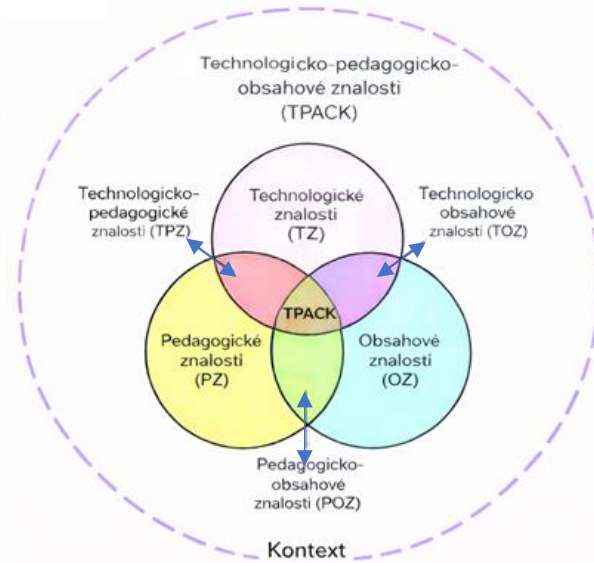 Technologicko-pedagogicko-
obsahové znalosti
(TPACK)
Technologicko-
pedagogické
znalosti (TPZ)
Technologické
znalosti
(TZ)
Technologicko
obsahové
znalosti (TOZ)
TPACK
Pedagogické
znalosti
(PZ)
Obsahové
znalosti
(OZ)
Pedagogicko-
obsahové
znalosti (POZ)
Kontext